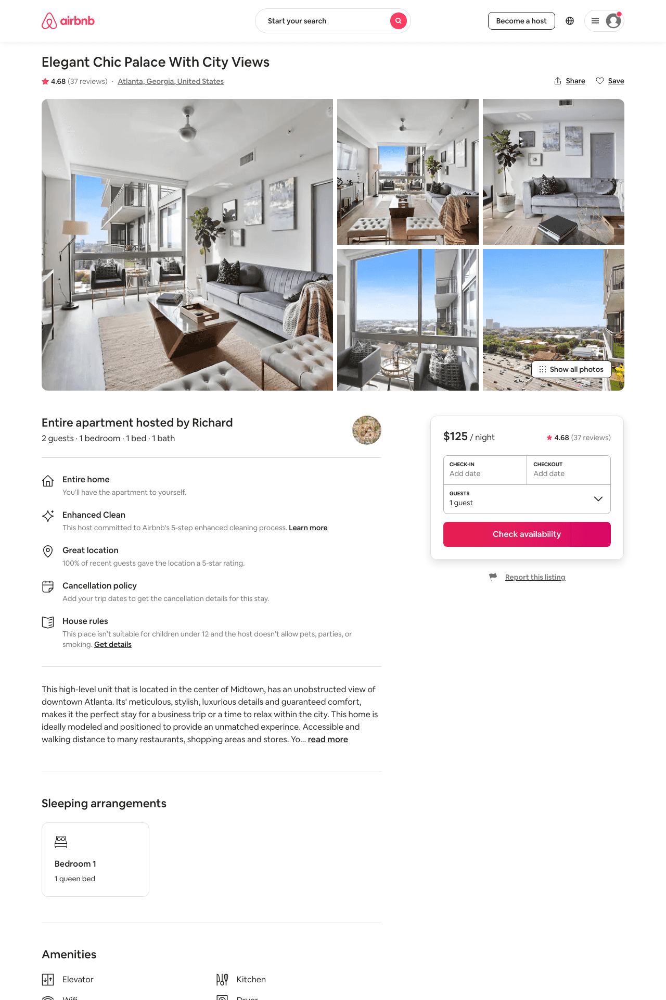 airbnb
Start your search
Become a host
Elegant Chic Palace With City Views
4.68 (37 reviews) · Atlanta, Georgia, United States
Share
Save
Show all photos
Entire apartment hosted by Richard
2 guests · 1 bedroom · 1 bed · 1 bath
Entire home
You’ll have the apartment to yourself.
Enhanced Clean
This host committed to Airbnb's 5-step enhanced cleaning process. Learn more
Great location
100% of recent guests gave the location a 5-star rating.
Cancellation policy
Add your trip dates to get the cancellation details for this stay.
House rules
This place isn’t suitable for children under 12 and the host doesn’t allow pets, parties, or
smoking. Get details
$125 / night
4.68 (37 reviews)
CHECK-IN
Add date
CHECKOUT
Add date
GUESTS
1 guest
Check availability
Report this listing
This high-level unit that is located in the center of Midtown, has an unobstructed view of
downtown Atlanta. Its' meticulous, stylish, luxurious details and guaranteed comfort,
makes it the perfect stay for a business trip or a time to relax within the city. This home is
ideally modeled and positioned to provide an unmatched experince. Accessible and
walking distance to many restaurants, shopping areas and stores. Yo... read more
Sleeping arrangements
Bedroom 1
1 queen bed
Amenities
Elevator
Kitchen
Wifi
Dryer